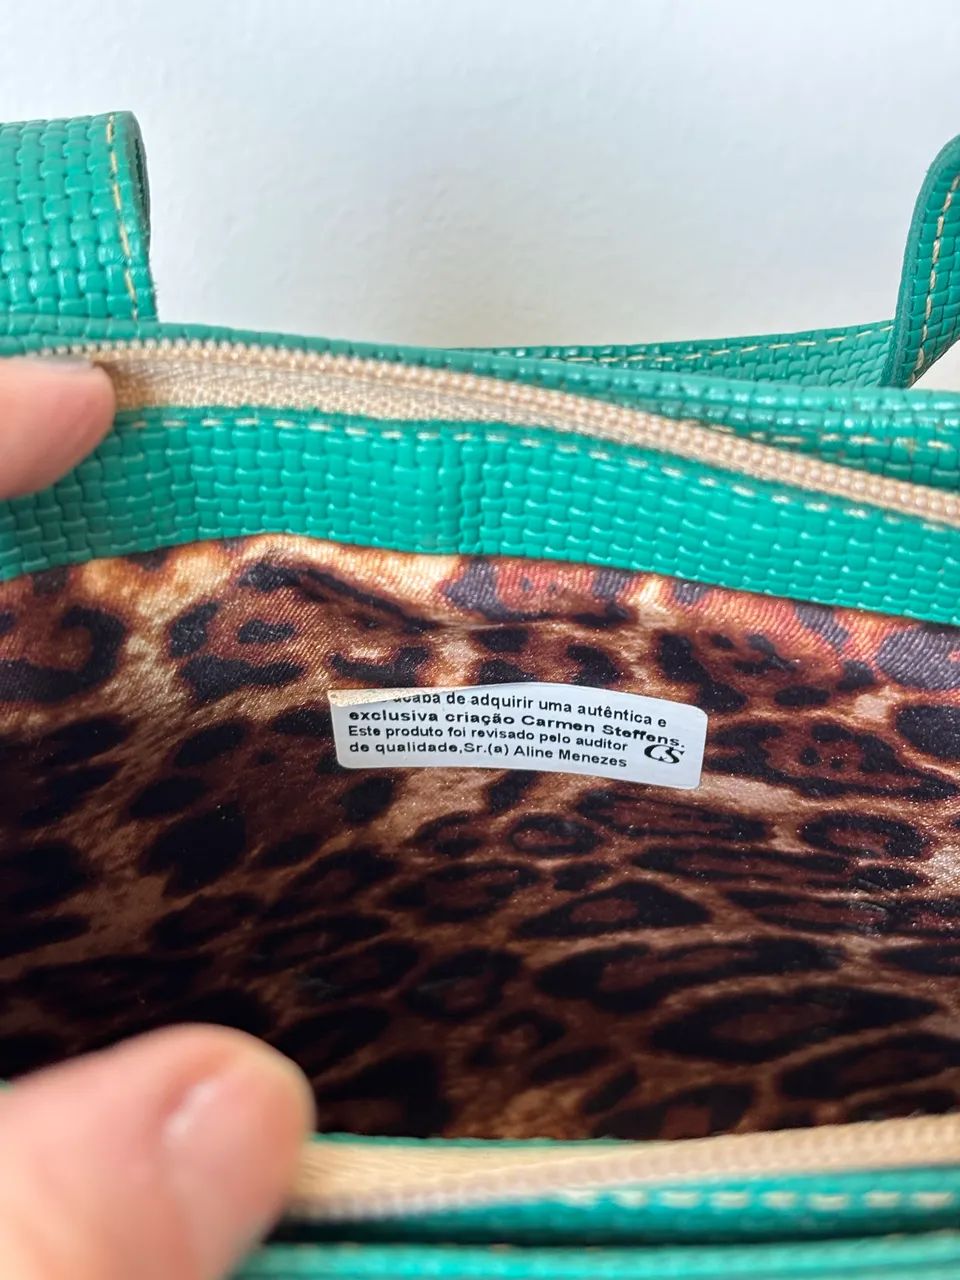 acaba de adquirir uma autêntica e
exclusiva criação Carmen Steffens.
Este produto foi revisado pelo auditor
de qualidade,Sr.(a) Aline Menezes
CS